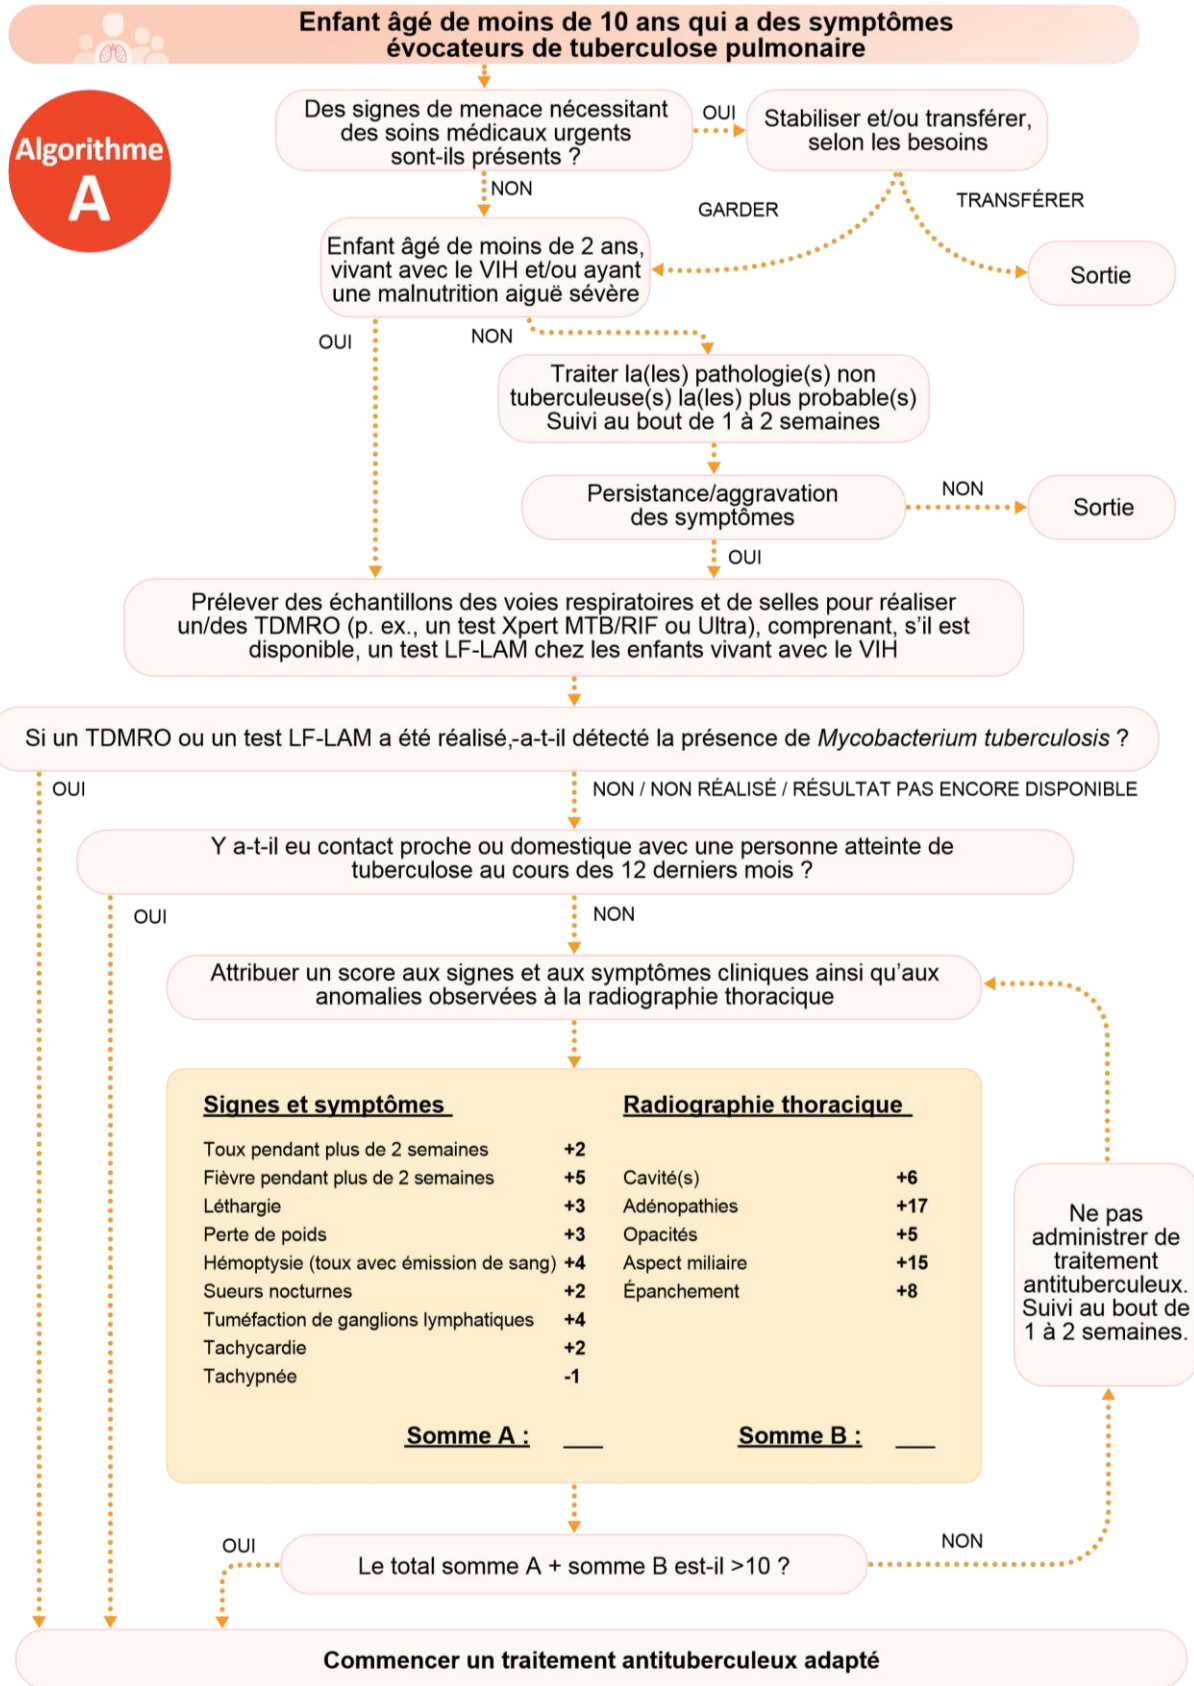 Enfant âgé de moins de 10 ans qui a des symptômes
évocateurs de tuberculose pulmonaire
Algorithme
A
Des signes de menace nécessitant
des soins médicaux urgents
sont-ils présents ?
OUI
Stabiliser et/ou transférer,
selon les besoins
NON
GARDER
TRANSFÉRER
Enfant âgé de moins de 2 ans,
vivant avec le VIH et/ou ayant
une malnutrition aiguë sévère
Sortie
OUI
NON
Traiter la(les) pathologie(s) non
tuberculeuse(s) la(les) plus probable(s)
Suivi au bout de 1 à 2 semaines
Persistance/aggravation
des symptômes
NON
Sortie
OUI
Prélever des échantillons des voies respiratoires et de selles pour réaliser
un/des TDMRO (p. ex., un test Xpert MTB/RIF ou Ultra), comprenant, s’il est
disponible, un test LF-LAM chez les enfants vivant avec le VIH
Si un TDMRO ou un test LF-LAM a été réalisé,-a-t-il détecté la présence de Mycobacterium tuberculosis ?
OUI
NON / NON RÉALISÉ / RÉSULTAT PAS ENCORE DISPONIBLE
Y a-t-il eu contact proche ou domestique avec une personne atteinte de
tuberculose au cours des 12 derniers mois ?
OUI
NON
Attribuer un score aux signes et aux symptômes cliniques ainsi qu’aux
anomalies observées à la radiographie thoracique
Signes et symptômes
Toux pendant plus de 2 semaines +2
Fièvre pendant plus de 2 semaines +5
Léthargie +3
Perte de poids +3
Hémoptysie (toux avec émission de sang) +4
Sueurs nocturnes +2
Tuméfaction de ganglions lymphatiques +4
Tachycardie +2
Tachypnée -1
Somme A : ___
Radiographie thoracique
Cavité(s) +6
Adénopathies +17
Opacités +5
Aspect miliaire +15
Épanchement +8
Somme B : ___
Ne pas
administrer de
traitement
antituberculeux.
Suivi au bout de
1 à 2 semaines.
OUI
Le total somme A + somme B est-il >10 ?
NON
Commencer un traitement antituberculeux adapté